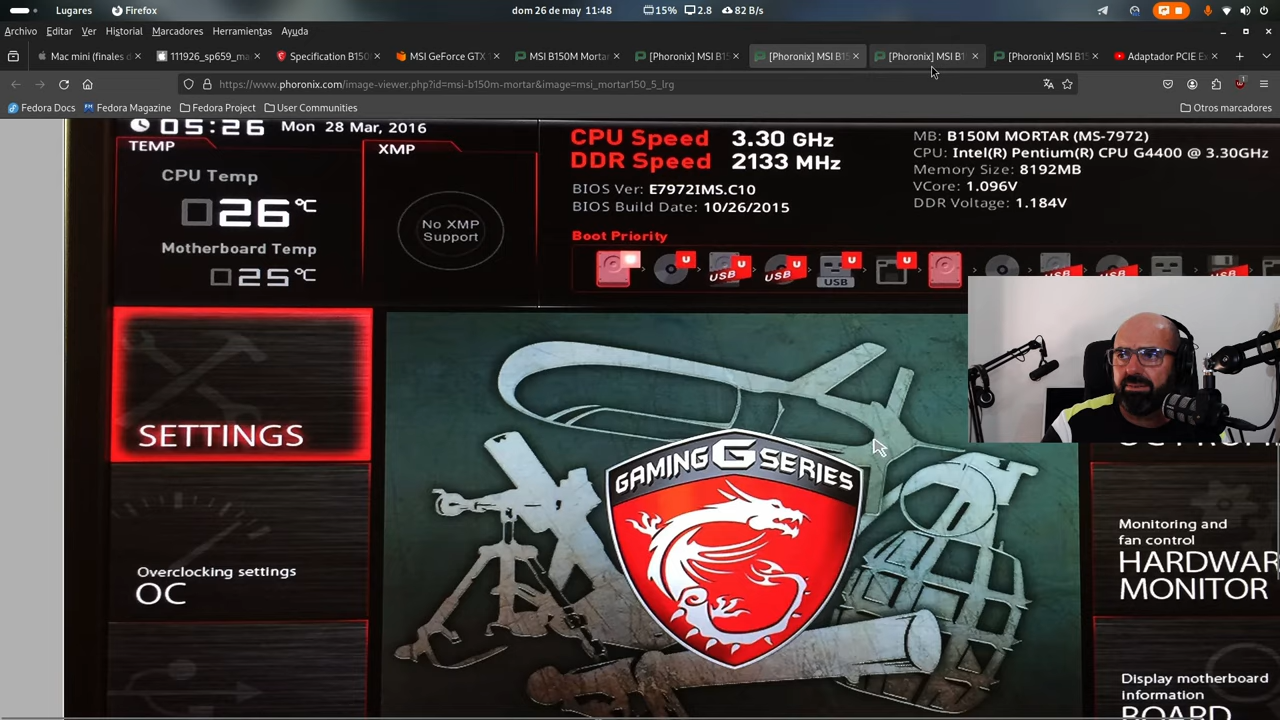 Lugares
Firefox
dom 26 de may 11:48
15%
2.8
82 B/s
Archivo Editar Ver Historial Marcadores Herramientas Ayuda
Mac mini (finales d
111926_sp659_ma
Specification B150
MSI GeForce GTX
MSI B150M Mortar
[Phoronix] MSI B15
[Phoronix] MSI B15
[Phoronix] MSI B1
[Phoronix] MSI B15
Adaptador PCIE Ex
https://www.phoronix.com/image-viewer.php?id=msi-b150m-mortar&image=msi_mortar150_5_lrg
Fedora Docs
Fedora Magazine
Fedora Project
User Communities
Otros marcadores
05:26 Mon 28 Mar, 2016
TEMP
XMP
CPU Temp
26°C
Motherboard Temp
25°C
No XMP
Support
CPU Speed 3.30 GHz
DDR Speed 2133 MHz
BIOS Ver: E7972IMS.C10
BIOS Build Date: 10/26/2015
MB: B150M MORTAR (MS-7972)
CPU: Intel(R) Pentium(R) CPU G4400 @ 3.30GHz
Memory Size: 8192MB
VCore: 1.096V
DDR Voltage: 1.184V
Boot Priority
U U U U U
USB USB USB
SETTINGS
Overclocking settings
OC
GAMING G SERIES
Monitoring and
fan control
HARDWAR
MONITOR
Display motherboard
information
BOARD